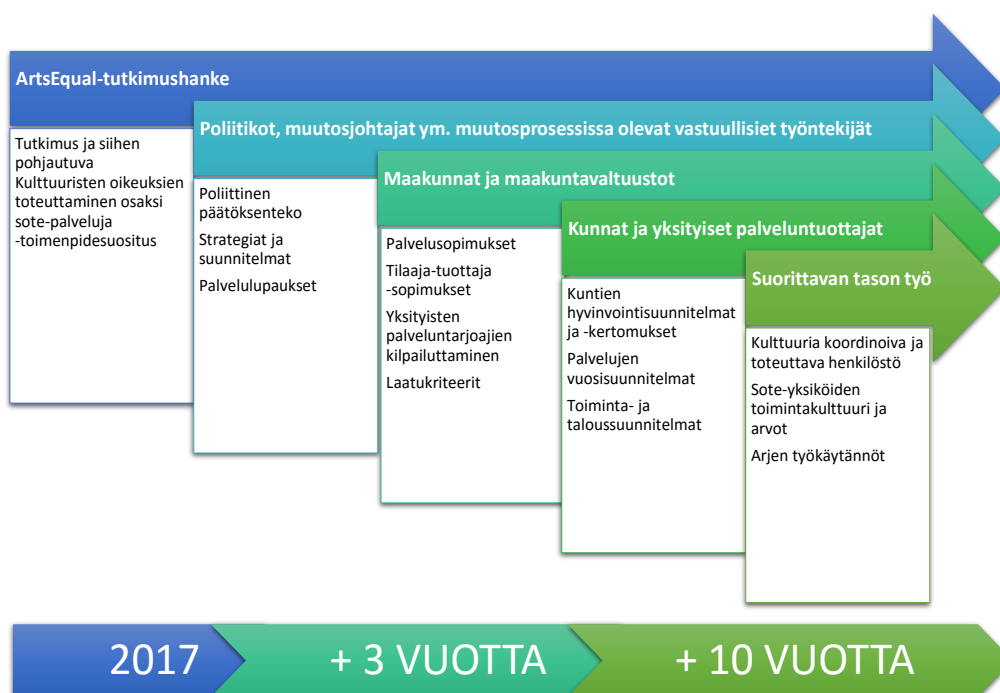 ArtsEqual-tutkimushanke
Tutkimus ja siihen
pohjautuva
Kulttuuristen oikeuksien
toteuttaminen osaksi
sote-palveluja
-toimenpidesuositus
Poliitikot, muutosjohtajat ym. muutosprosessissa olevat vastuullisiet työntekijät
Poliittinen
päätöksenteko
Strategiat ja
suunnitelmat
Palvelulupaukset
Maakunnat ja maakuntavaltuustot
Palvelusopimukset
Tilaaja-tuottaja
-sopimukset
Yksityisten
palveluntarjoajien
kilpailuttaminen
Laatukriteerit
Kunnat ja yksityiset palveluntuottajat
Kuntien
hyvinvointisuunnitelmat
ja -kertomukset
Palvelujen
vuosisuunnitelmat
Toiminta- ja
taloussuunnitelmat
Suorittavan tason työ
Kulttuuria koordinoiva ja
toteuttava henkilöstö
Sote-yksiköiden
toimintakulttuuri ja
arvot
Arjen työkäytännöt
2017
+ 3 VUOTTA
+ 10 VUOTTA